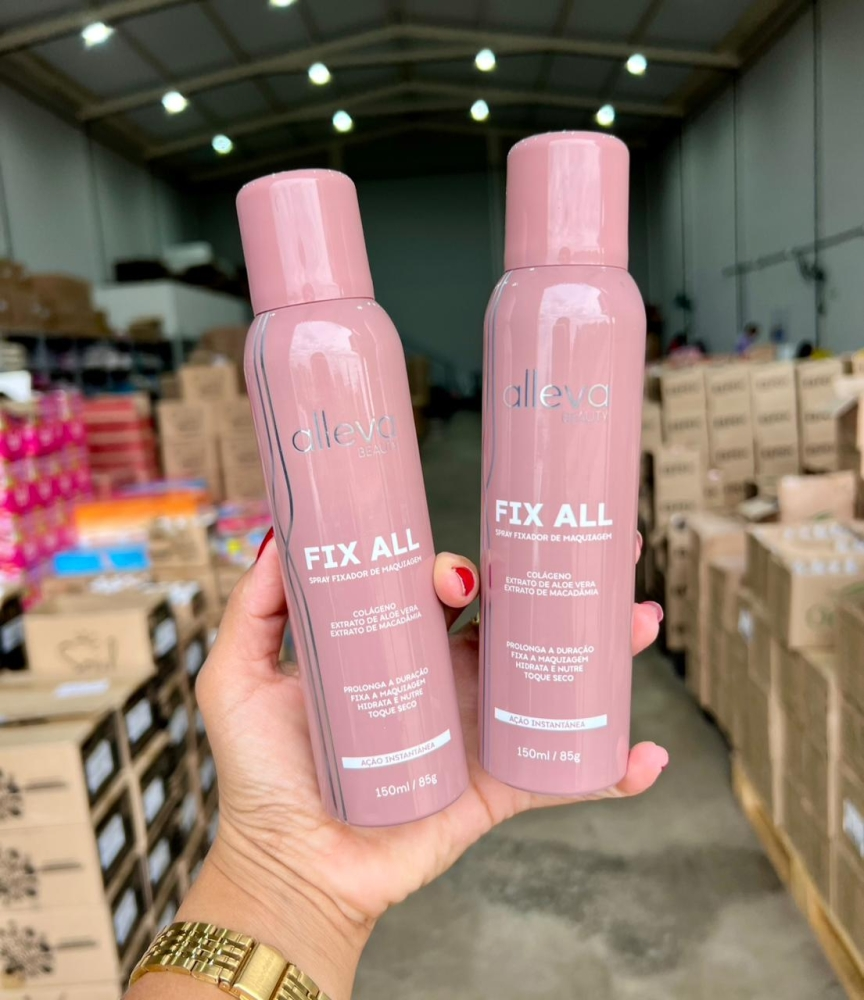 alleva
BEAUTY
FIX ALL
SPRAY FIXADOR DE MAQUIAGEM
COLÁGENO
EXTRATO DE ALOE VERA
EXTRATO DE MACADÂMIA
PROLONGA A DURAÇÃO
FIXA A MAQUIAGEM
HIDRATA E NUTRE
TOQUE SECO
AÇÃO INSTANTÂNEA
150ml / 85g
alleva
BEAUTY
FIX ALL
SPRAY FIXADOR DE MAQUIAGEM
COLÁGENO
EXTRATO DE ALOE VERA
EXTRATO DE MACADÂMIA
PROLONGA A DURAÇÃO
FIXA A MAQUIAGEM
HIDRATA E NUTRE
TOQUE SECO
AÇÃO INSTANTÂNEA
150ml / 85g